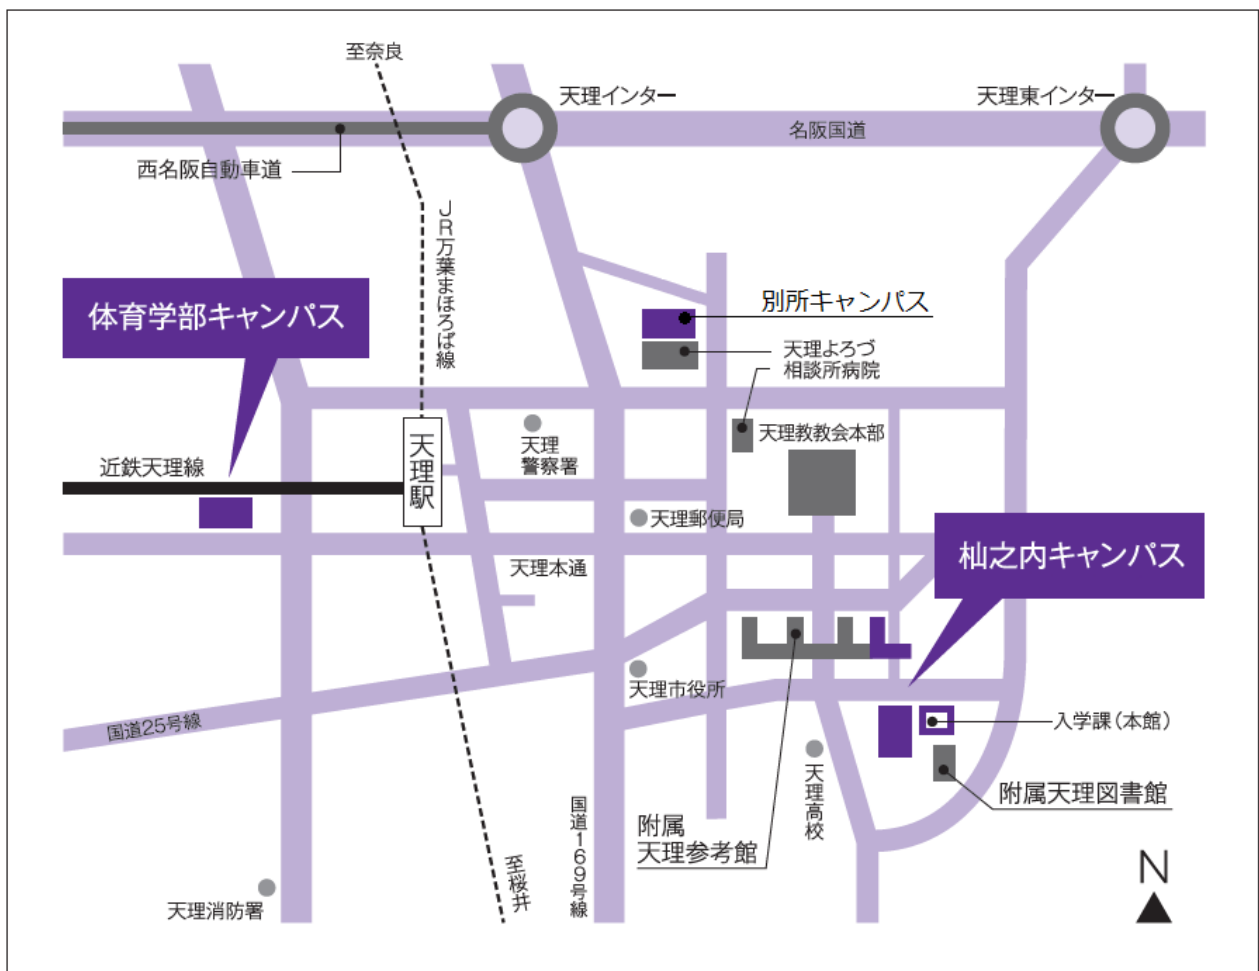 至奈良
天理インター
天理東インター
名阪国道
西名阪自動車道
JR万葉まほろば線
体育学部キャンパス
別所キャンパス
天理よろづ
相談所病院
天理
警察署
天理教教会本部
近鉄天理線
天理駅
天理郵便局
杣之内キャンパス
天理本通
天理市役所
国道25号線
入学課(本館)
天理高校
附属天理図書館
国道169号線
附属
天理参考館
至桜井
天理消防署
N